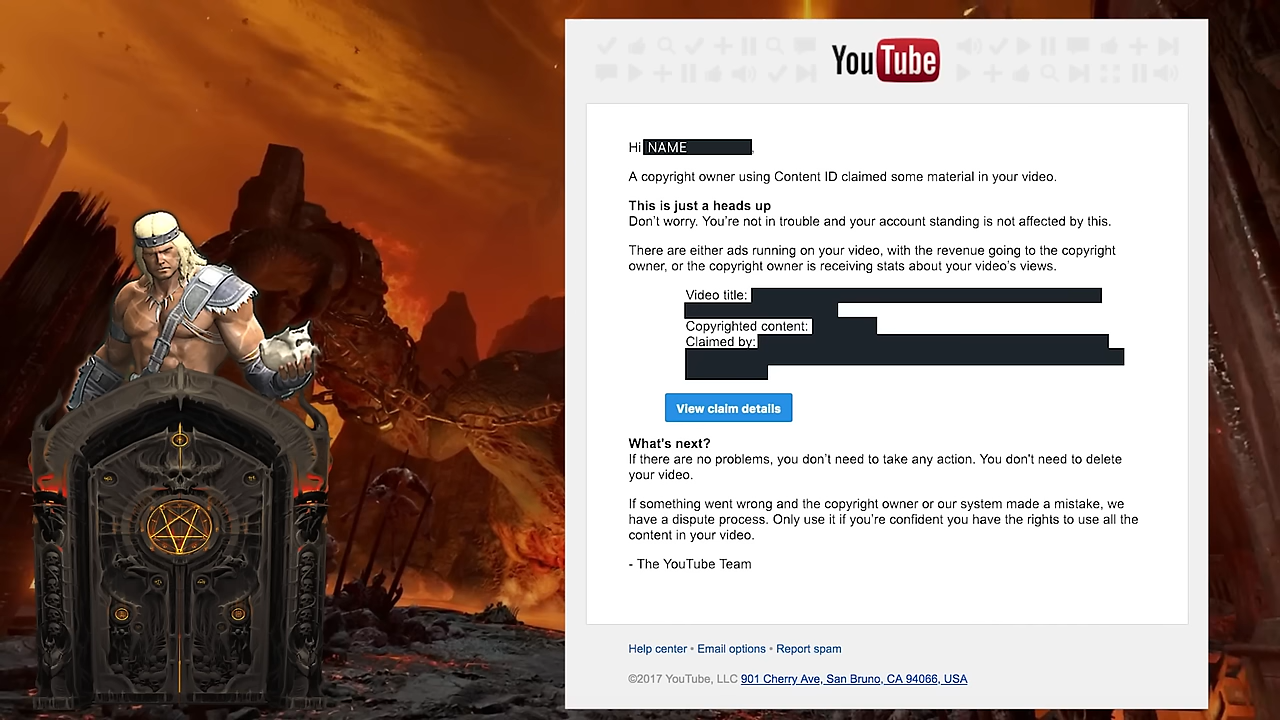 YouTube
Hi NAME,
A copyright owner using Content ID claimed some material in your video.
This is just a heads up
Don’t worry. You’re not in trouble and your account standing is not affected by this.
There are either ads running on your video, with the revenue going to the copyright
owner, or the copyright owner is receiving stats about your video’s views.
Video title:
Copyrighted content:
Claimed by:
View claim details
What's next?
If there are no problems, you don’t need to take any action. You don't need to delete
your video.
If something went wrong and the copyright owner or our system made a mistake, we
have a dispute process. Only use it if you’re confident you have the rights to use all the
content in your video.
- The YouTube Team
Help center • Email options • Report spam
©2017 YouTube, LLC 901 Cherry Ave, San Bruno, CA 94066, USA